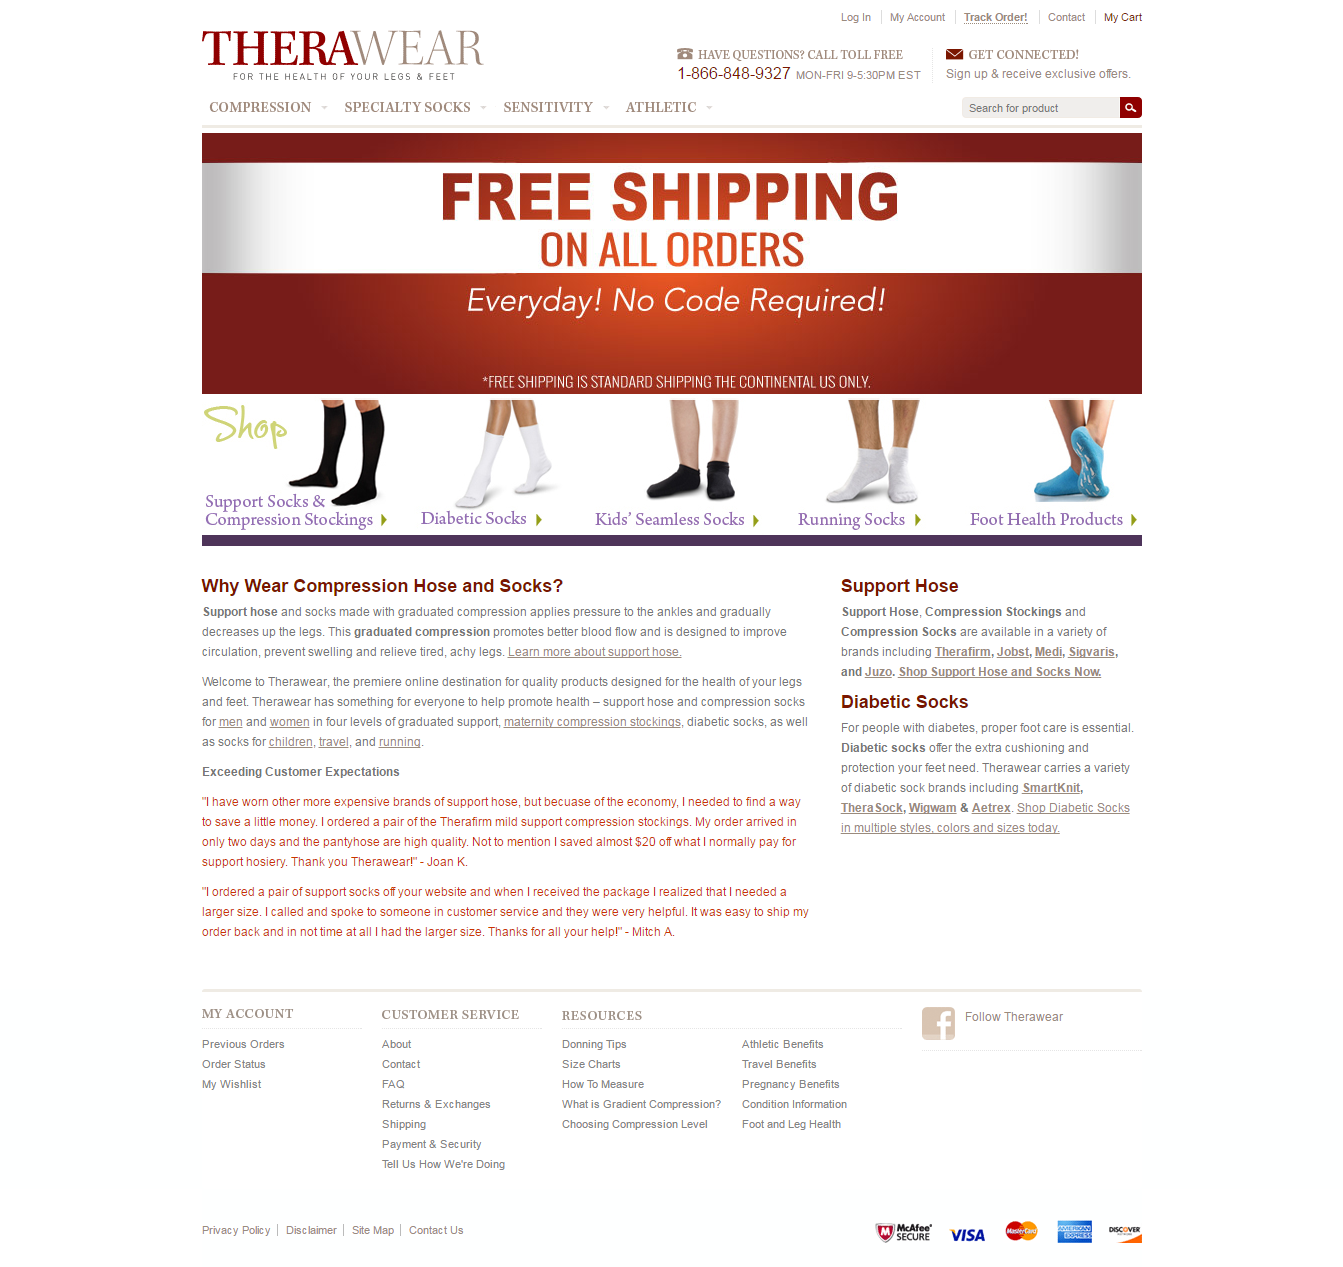 Log In
My Account
Track Order!
Contact
My Cart
THERAWEAR
FOR THE HEALTH OF YOUR LEGS & FEET
HAVE QUESTIONS? CALL TOLL FREE
1-866-848-9327 MON-FRI 9-5:30PM EST
GET CONNECTED!
Sign up & receive exclusive offers.
COMPRESSION
SPECIALTY SOCKS
SENSITIVITY
ATHLETIC
Search for product
FREE SHIPPING
ON ALL ORDERS
Everyday! No Code Required!
*FREE SHIPPING IS STANDARD SHIPPING THE CONTINENTAL US ONLY.
Shop
Support Socks &
Compression Stockings
Diabetic Socks
Kids' Seamless Socks
Running Socks
Foot Health Products
Why Wear Compression Hose and Socks?
Support hose and socks made with graduated compression applies pressure to the ankles and gradually
decreases up the legs. This graduated compression promotes better blood flow and is designed to improve
circulation, prevent swelling and relieve tired, achy legs. Learn more about support hose.
Welcome to Therawear, the premiere online destination for quality products designed for the health of your legs
and feet. Therawear has something for everyone to help promote health – support hose and compression socks
for men and women in four levels of graduated support, maternity compression stockings, diabetic socks, as well
as socks for children, travel, and running.
Exceeding Customer Expectations
"I have worn other more expensive brands of support hose, but becuase of the economy, I needed to find a way
to save a little money. I ordered a pair of the Therafirm mild support compression stockings. My order arrived in
only two days and the pantyhose are high quality. Not to mention I saved almost $20 off what I normally pay for
support hosiery. Thank you Therawear!" - Joan K.
"I ordered a pair of support socks off your website and when I received the package I realized that I needed a
larger size. I called and spoke to someone in customer service and they were very helpful. It was easy to ship my
order back and in not time at all I had the larger size. Thanks for all your help!" - Mitch A.
Support Hose
Support Hose, Compression Stockings and
Compression Socks are available in a variety of
brands including Therafirm, Jobst, Medi, Sigvaris,
and Juzo. Shop Support Hose and Socks Now.
Diabetic Socks
For people with diabetes, proper foot care is essential.
Diabetic socks offer the extra cushioning and
protection your feet need. Therawear carries a variety
of diabetic sock brands including SmartKnit,
TheraSock, Wigwam & Aetrex. Shop Diabetic Socks
in multiple styles, colors and sizes today.
MY ACCOUNT
Previous Orders
Order Status
My Wishlist
CUSTOMER SERVICE
About
Contact
FAQ
Returns & Exchanges
Shipping
Payment & Security
Tell Us How We're Doing
RESOURCES
Donning Tips
Size Charts
How To Measure
What is Gradient Compression?
Choosing Compression Level
Athletic Benefits
Travel Benefits
Pregnancy Benefits
Condition Information
Foot and Leg Health
Follow Therawear
Privacy Policy
Disclaimer
Site Map
Contact Us
McAfee
SECURE
VISA
MasterCard
AMERICAN
EXPRESS
DISCOVER